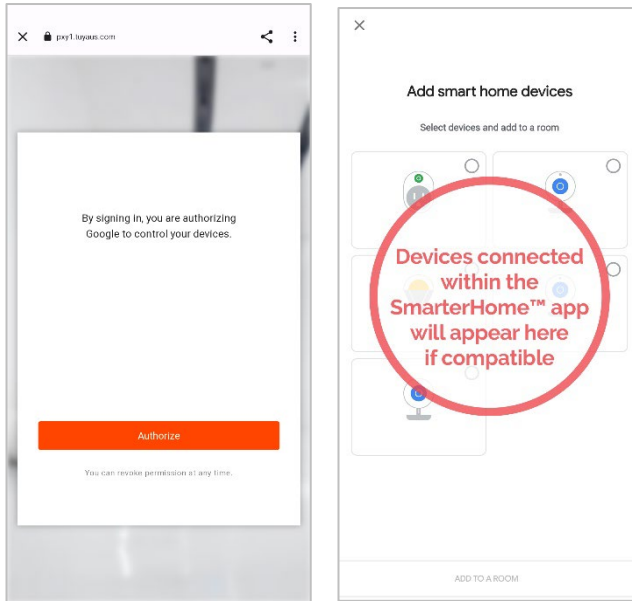 pxy1.tuyaus.com
By signing in, you are authorizing
Google to control your devices.
Authorize
You can revoke permission at any time.
Add smart home devices
Select devices and add to a room
Devices connected
within the
SmarterHome™ app
will appear here
if compatible
ADD TO A ROOM